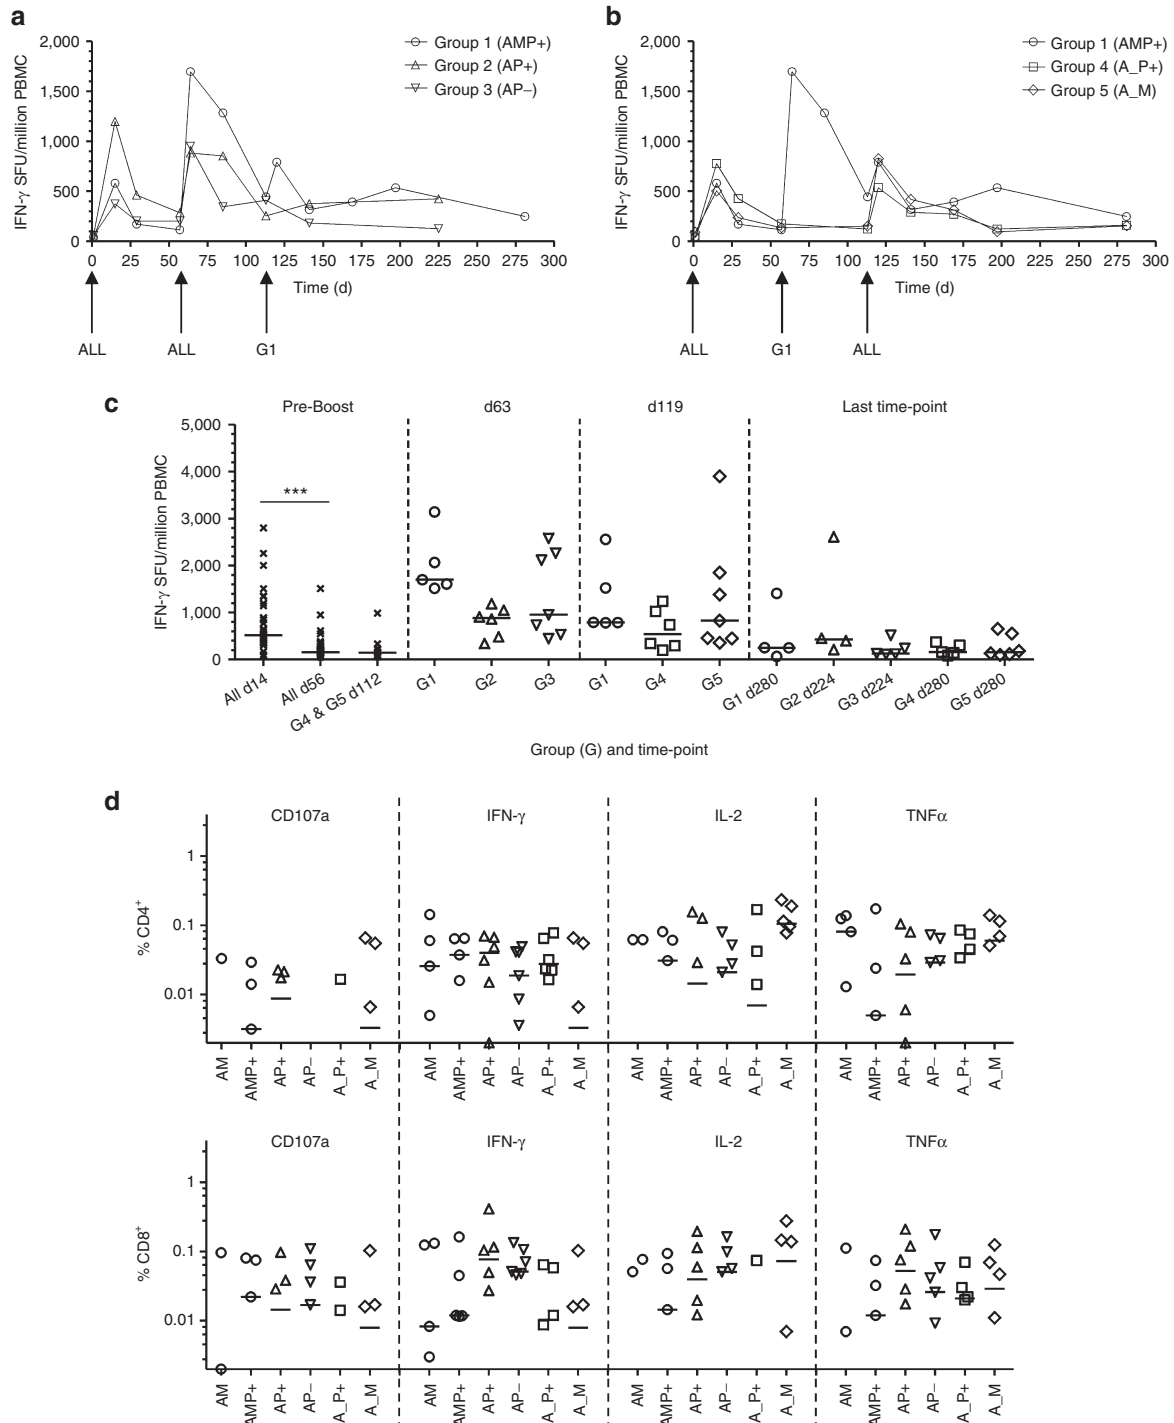 a
IFN-γ SFU/million PBMC
2,000
1,500
1,000
500
0
0 25 50 75 100 125 150 175 200 225 250 275 300
Time (d)
Group 1 (AMP+)
Group 2 (AP+)
Group 3 (AP−)
ALL ALL G1
b
IFN-γ SFU/million PBMC
2,000
1,500
1,000
500
0
0 25 50 75 100 125 150 175 200 225 250 275 300
Time (d)
Group 1 (AMP+)
Group 4 (A_P+)
Group 5 (A_M)
ALL G1 ALL
c
Pre-Boost d63 d119 Last time-point
IFN-γ SFU/million PBMC
5,000
4,000
3,000
2,000
1,000
0
***
All d14 All d56 G4 & G5 d112 G1 G2 G3 G1 G4 G5 G1 d280 G2 d224 G3 d224 G4 d280 G5 d280
Group (G) and time-point
d
CD107a IFN-γ IL-2 TNFα
% CD4+
1
0.1
0.01
AM AMP+ AP+ AP− A_P+ A_M AM AMP+ AP+ AP− A_P+ A_M AM AMP+ AP+ AP− A_P+ A_M AM AMP+ AP+ AP− A_P+ A_M
CD107a IFN-γ IL-2 TNFα
% CD8+
1
0.1
0.01
AM AMP+ AP+ AP− A_P+ A_M AM AMP+ AP+ AP− A_P+ A_M AM AMP+ AP+ AP− A_P+ A_M AM AMP+ AP+ AP− A_P+ A_M